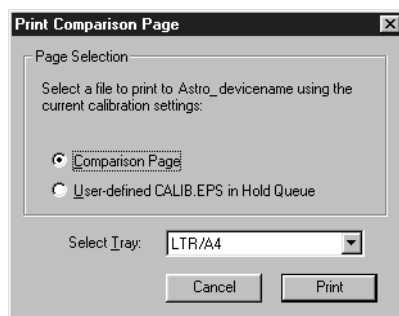 Print Comparison Page
Page Selection
Select a file to print to Astro_devicename using the
current calibration settings:
Comparison Page
User-defined CALIB.EPS in Hold Queue
Select Tray: LTR/A4
Cancel Print